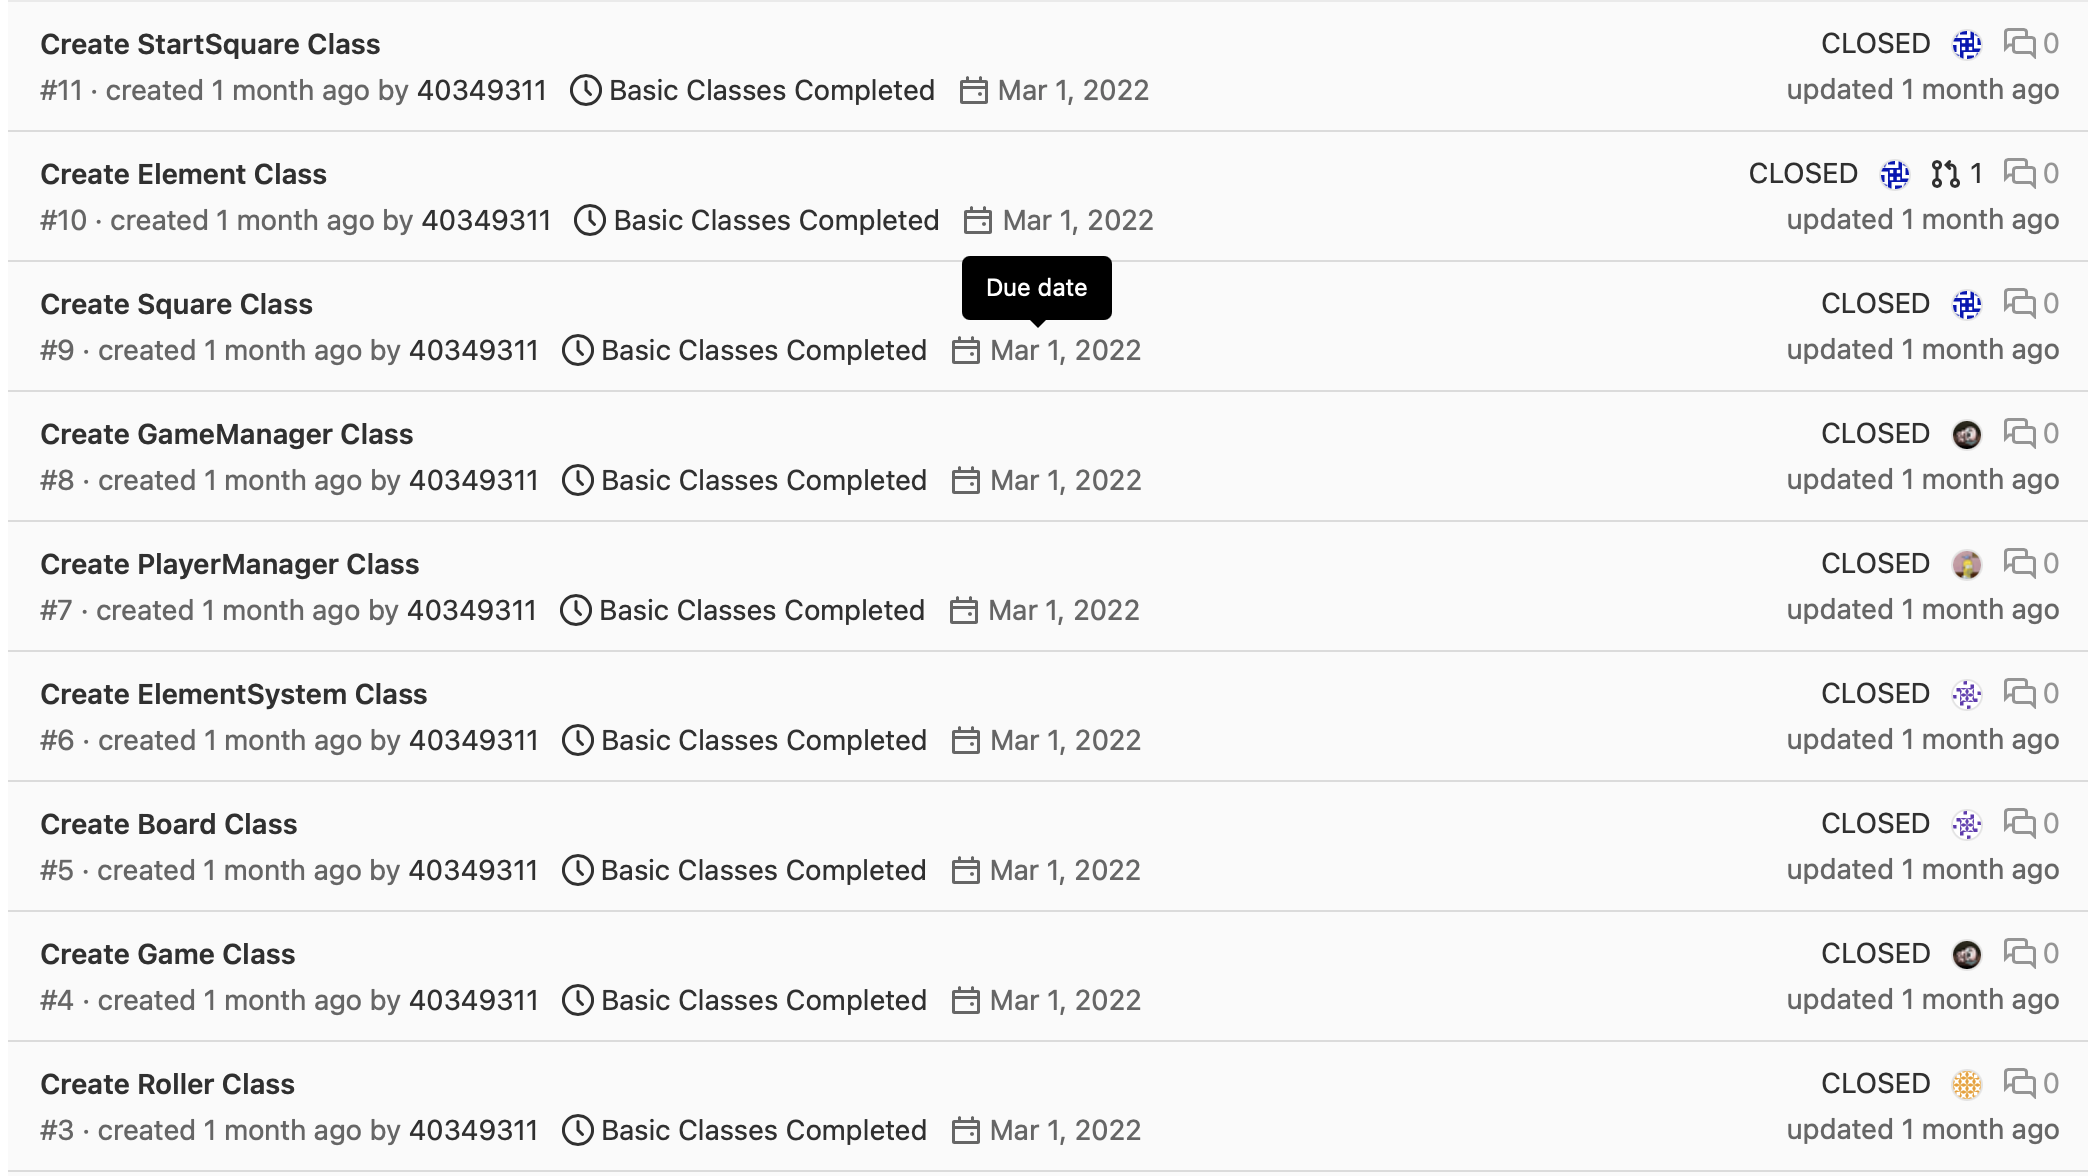 Create StartSquare Class
CLOSED 0
#11 · created 1 month ago by 40349311 Basic Classes Completed Mar 1, 2022
updated 1 month ago
Create Element Class
CLOSED 1 0
#10 · created 1 month ago by 40349311 Basic Classes Completed Mar 1, 2022
updated 1 month ago
Due date
Create Square Class
CLOSED 0
#9 · created 1 month ago by 40349311 Basic Classes Completed Mar 1, 2022
updated 1 month ago
Create GameManager Class
CLOSED 0
#8 · created 1 month ago by 40349311 Basic Classes Completed Mar 1, 2022
updated 1 month ago
Create PlayerManager Class
CLOSED 0
#7 · created 1 month ago by 40349311 Basic Classes Completed Mar 1, 2022
updated 1 month ago
Create ElementSystem Class
CLOSED 0
#6 · created 1 month ago by 40349311 Basic Classes Completed Mar 1, 2022
updated 1 month ago
Create Board Class
CLOSED 0
#5 · created 1 month ago by 40349311 Basic Classes Completed Mar 1, 2022
updated 1 month ago
Create Game Class
CLOSED 0
#4 · created 1 month ago by 40349311 Basic Classes Completed Mar 1, 2022
updated 1 month ago
Create Roller Class
CLOSED 0
#3 · created 1 month ago by 40349311 Basic Classes Completed Mar 1, 2022
updated 1 month ago